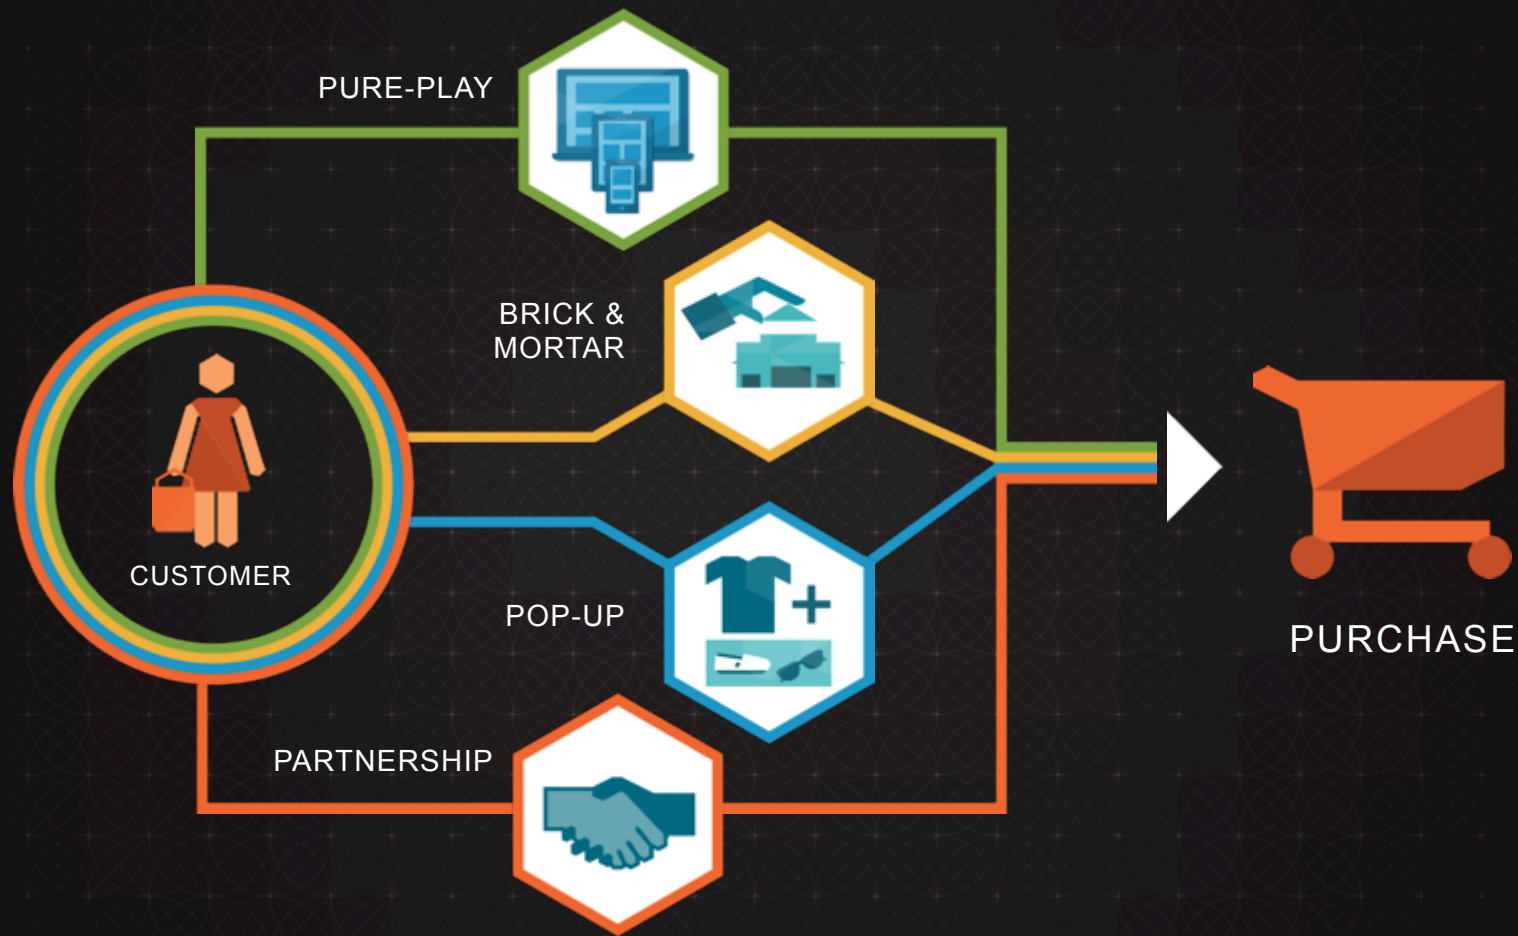 PURE-PLAY
BRICK &
MORTAR
CUSTOMER
POP-UP
PURCHASE
PARTNERSHIP